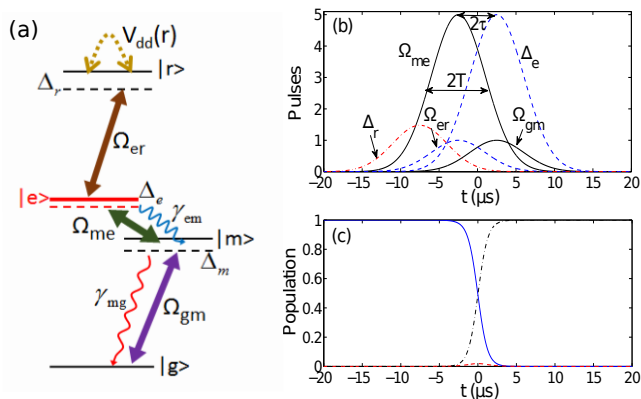 (a)
V_dd(r)
|r>
Δ_r
Ω_er
|e>
Δ_e
γ_em
Ω_me
|m>
Δ_m
γ_mg
Ω_gm
|g>
(b)
Pulses
5
4
3
2
1
0
2τ
Ω_me
Δ_e
2T
Δ_r
Ω_er
Ω_gm
-20 -15 -10 -5 0 5 10 15 20
t (μs)
(c)
Population
1
0.8
0.6
0.4
0.2
0
-20 -15 -10 -5 0 5 10 15 20
t (μs)